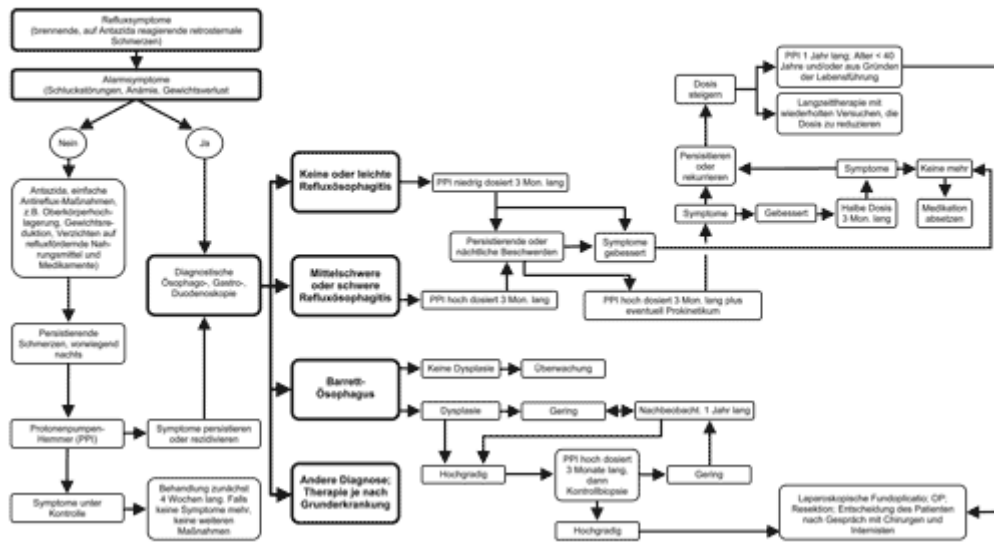 Refluxsymptome
(brennende, auf Antazida reagierende retrosternale
Schmerzen)
Alarmsymptome
(Schluckstörungen, Anämie, Gewichtsverlust
Nein
Ja
Antazida, einfache
Antireflux-Maßnahmen,
z.B. Oberkörperhoch-
lagerung, Gewichtsre-
duktion, Verzichten auf
refluxfördernde Nah-
rungsmittel und
Medikamente)
Persistierende
Schmerzen, vorwiegend
nachts
Protonenpumpen-
Hemmer (PPI)
Symptome persistieren
oder rezidivieren
Symptome unter
Kontrolle
Behandlung zunächst
4 Wochen lang. Falls
keine Symptome mehr,
keine weiteren
Maßnahmen
Diagnostische
Ösophago-, Gastro-,
Duodenoskopie
Keine oder leichte
Refluxösophagitis
PPI niedrig dosiert 3 Mon. lang
Mittelschwere
oder schwere
Refluxösophagitis
PPI hoch dosiert 3 Mon. lang
Persistierende oder
nächtliche Beschwerden
Symptome
gebessert
PPI hoch dosiert 3 Mon. lang plus
eventuell Prokinetikum
Symptome
Gebessert
Halbe Dosis
3 Mon. lang
Symptome
Keine mehr
Medikation
absetzen
Persistieren
oder
rekurrieren
Dosis
steigern
PPI 1 Jahr lang; Alter < 40
Jahre und/oder aus Gründen
der Lebensführung
Langzeittherapie mit
wiederholten Versuchen, die
Dosis zu reduzieren
Barrett-
Ösophagus
Keine Dysplasie
Überwachung
Dysplasie
Gering
Nachbeobacht. 1 Jahr lang
Hochgradig
PPI hoch dosiert
3 Monate lang,
dann
Kontrollbiopsie
Gering
Hochgradig
Laparoskopische Fundoplicatio; OP;
Resektion; Entscheidung des Patienten
nach Gespräch mit Chirurgen und
Internisten
Andere Diagnose;
Therapie je nach
Grunderkrankung